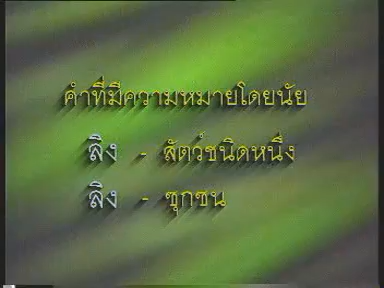 คำที่มีความหมายโดยนัย
ลิง - สัตว์ชนิดหนึ่ง
ลิง - ซุกซน